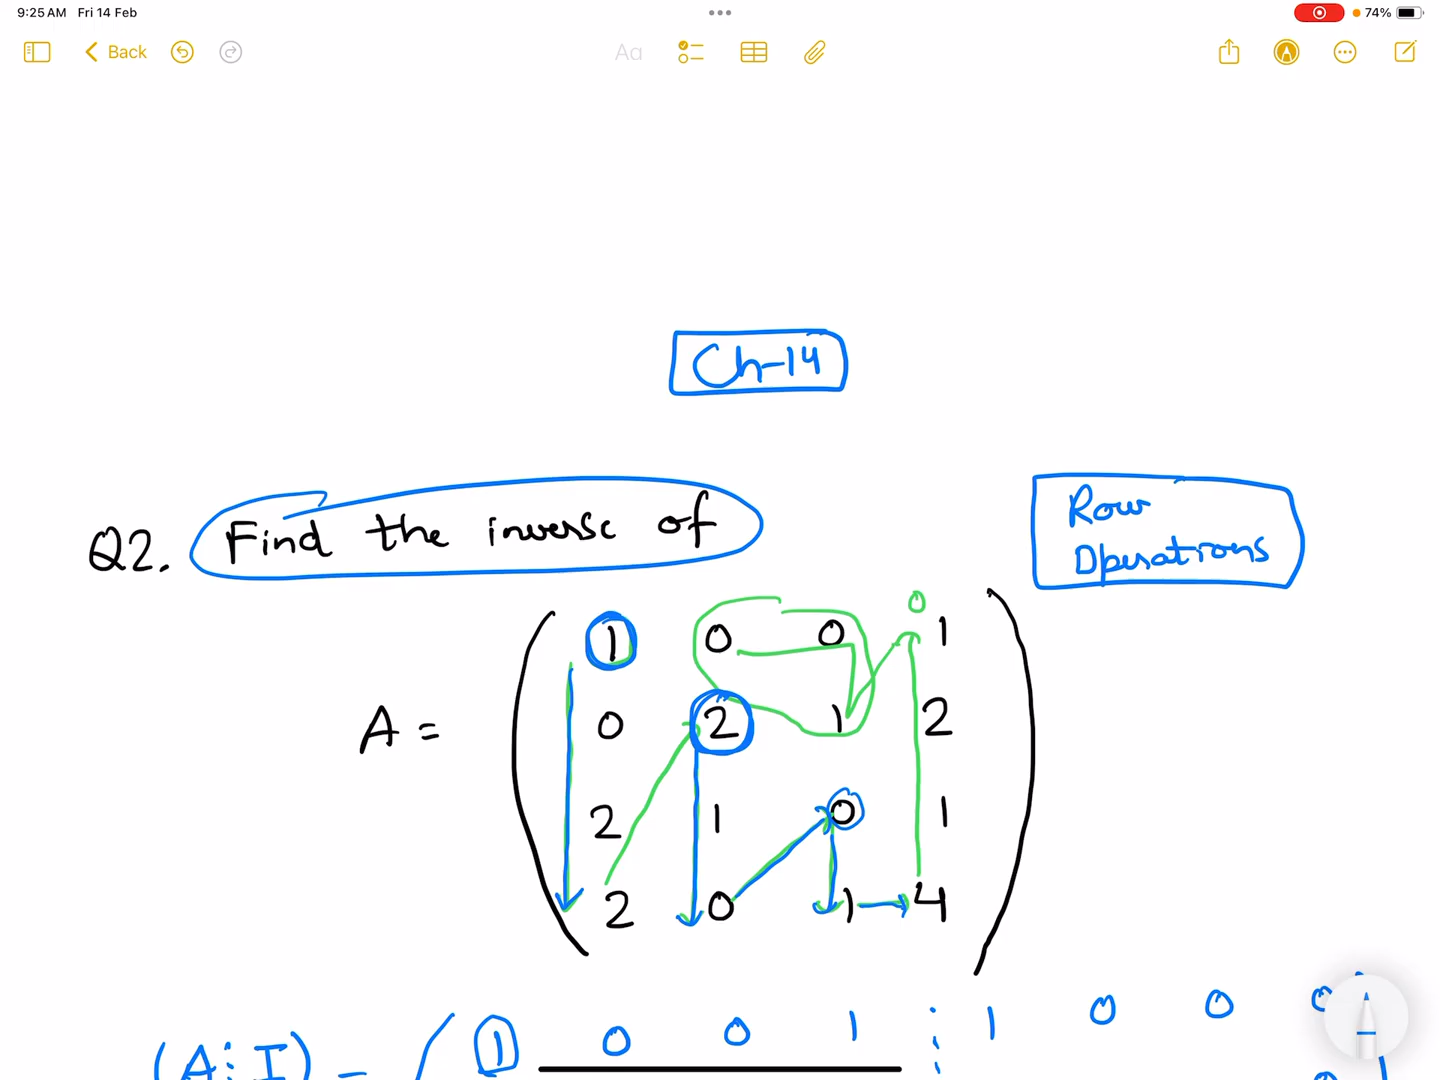 9:25 AM Fri 14 Feb
74%
Back
Aa
Ch-14
Q2. Find the inverse of
Row
Operations
0
1 0 0 1
A = 0 2 1 2
2 1 0 1
2 0 1 4
(A ⋮ I) = 1 0 0 1 ⋮ 1 0 0 0